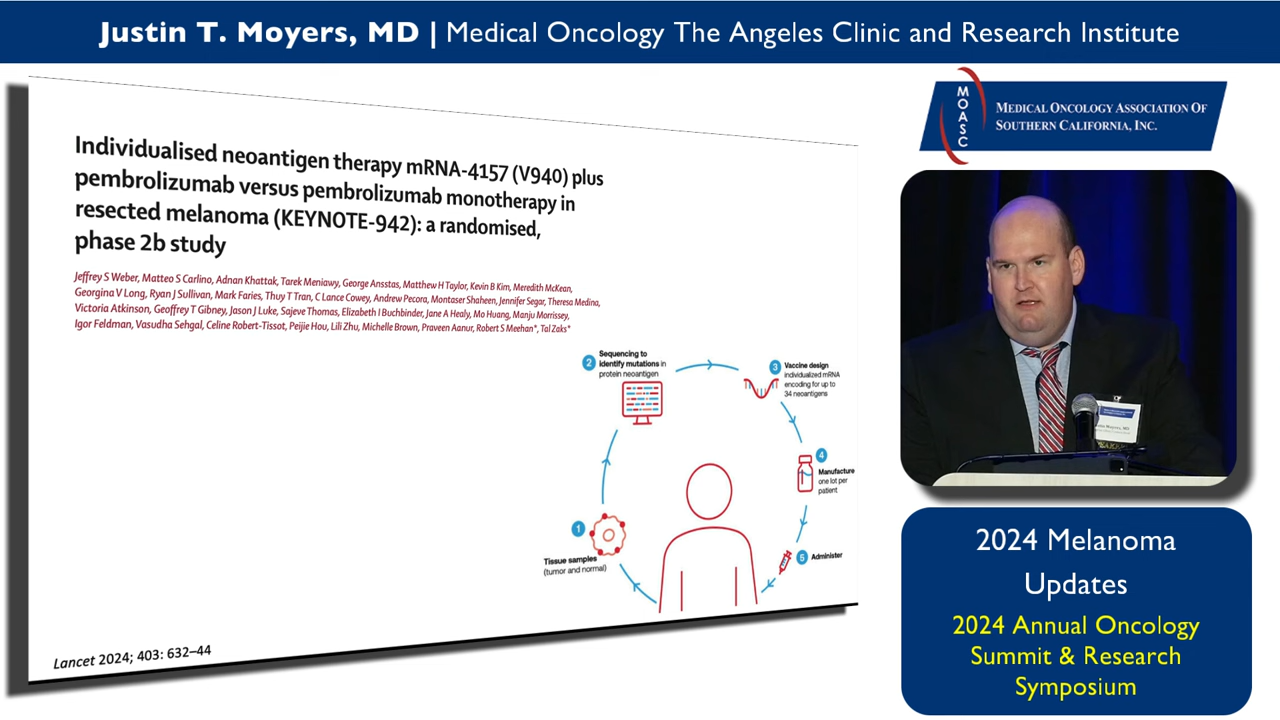 Justin T. Moyers, MD | Medical Oncology The Angeles Clinic and Research Institute
MOASC
MEDICAL ONCOLOGY ASSOCIATION OF
SOUTHERN CALIFORNIA, INC.
Individualised neoantigen therapy mRNA-4157 (V940) plus
pembrolizumab versus pembrolizumab monotherapy in
resected melanoma (KEYNOTE-942): a randomised,
phase 2b study
Jeffrey S Weber, Matteo S Carlino, Adnan Khattak, Tarek Meniawy, George Ansstas, Matthew H Taylor, Kevin B Kim, Meredith McKean,
Georgina V Long, Ryan J Sullivan, Mark Faries, Thuy T Tran, C Lance Cowey, Andrew Pecora, Montaser Shaheen, Jennifer Segar, Theresa Medina,
Victoria Atkinson, Geoffrey T Gibney, Jason J Luke, Sajeve Thomas, Elizabeth I Buchbinder, Jane A Healy, Mo Huang, Manju Morrissey,
Igor Feldman, Vasudha Sehgal, Celine Robert-Tissot, Peijie Hou, Lili Zhu, Michelle Brown, Praveen Aanur, Robert S Meehan*, Tal Zaks*
1
Tissue samples
(tumor and normal)
2
Sequencing to
identify mutations in
protein neoantigen
3
Vaccine design
individualized mRNA
encoding for up to
34 neoantigens
4
Manufacture
one lot per
patient
5 Administer
Lancet 2024; 403: 632–44
Moyers, MD
2024 Melanoma
Updates
2024 Annual Oncology
Summit & Research
Symposium